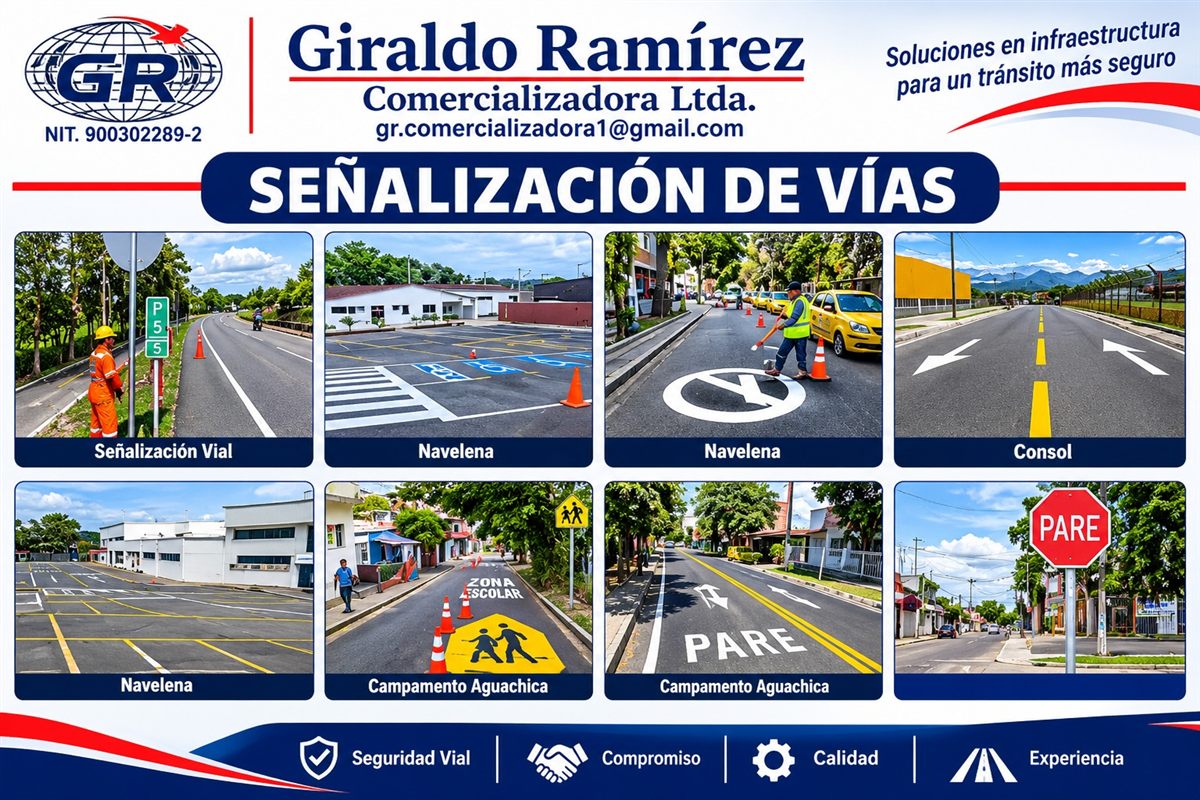 GR
NIT. 900302289-2
Giraldo Ramírez
Comercializadora Ltda.
gr.comercializadora1@gmail.com
Soluciones en infraestructura
para un tránsito más seguro
SEÑALIZACIÓN DE VÍAS
P
5
5
Señalización Vial
Navelena
Navelena
Consol
Navelena
ZONA
ESCOLAR
Campamento Aguachica
PARE
Campamento Aguachica
PARE
Seguridad Vial
Compromiso
Calidad
Experiencia